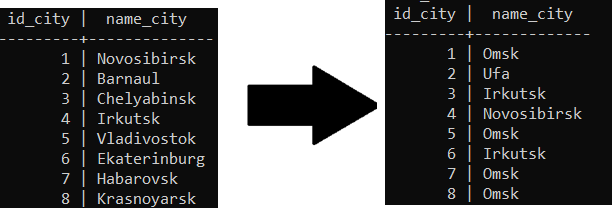 id_city | name_city
---------+--------------
1 | Novosibirsk
2 | Barnaul
3 | Chelyabinsk
4 | Irkutsk
5 | Vladivostok
6 | Ekaterinburg
7 | Habarovsk
8 | Krasnoyarsk
id_city | name_city
---------+-------------
1 | Omsk
2 | Ufa
3 | Irkutsk
4 | Novosibirsk
5 | Omsk
6 | Irkutsk
7 | Omsk
8 | Omsk